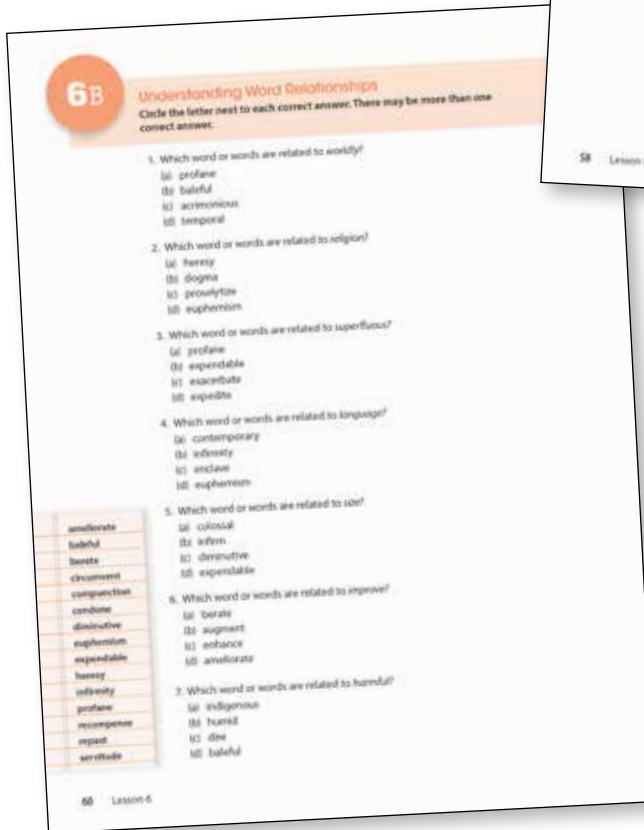 6B
Understanding Word Relationships
Circle the letter next to each correct answer. There may be more than one
correct answer.
1. Which word or words are related to worldly?
(a) profane
(b) baleful
(c) acrimonious
(d) temporal
2. Which word or words are related to religion?
(a) heresy
(b) dogma
(c) proselytize
(d) euphemism
3. Which word or words are related to superfluous?
(a) profane
(b) expendable
(c) exacerbate
(d) expedite
4. Which word or words are related to language?
(a) contemporary
(b) infirmity
(c) enclave
(d) euphemism
5. Which word or words are related to size?
(a) colossal
(b) infirm
(c) diminutive
(d) expendable
6. Which word or words are related to improve?
(a) berate
(b) augment
(c) enhance
(d) ameliorate
7. Which word or words are related to harmful?
(a) indigenous
(b) humid
(c) dire
(d) baleful
ameliorate
baleful
berate
circumvent
compunction
condone
diminutive
euphemism
expendable
heresy
infirmity
profane
recompense
repast
servitude
60 Lesson 6
58 Lesson